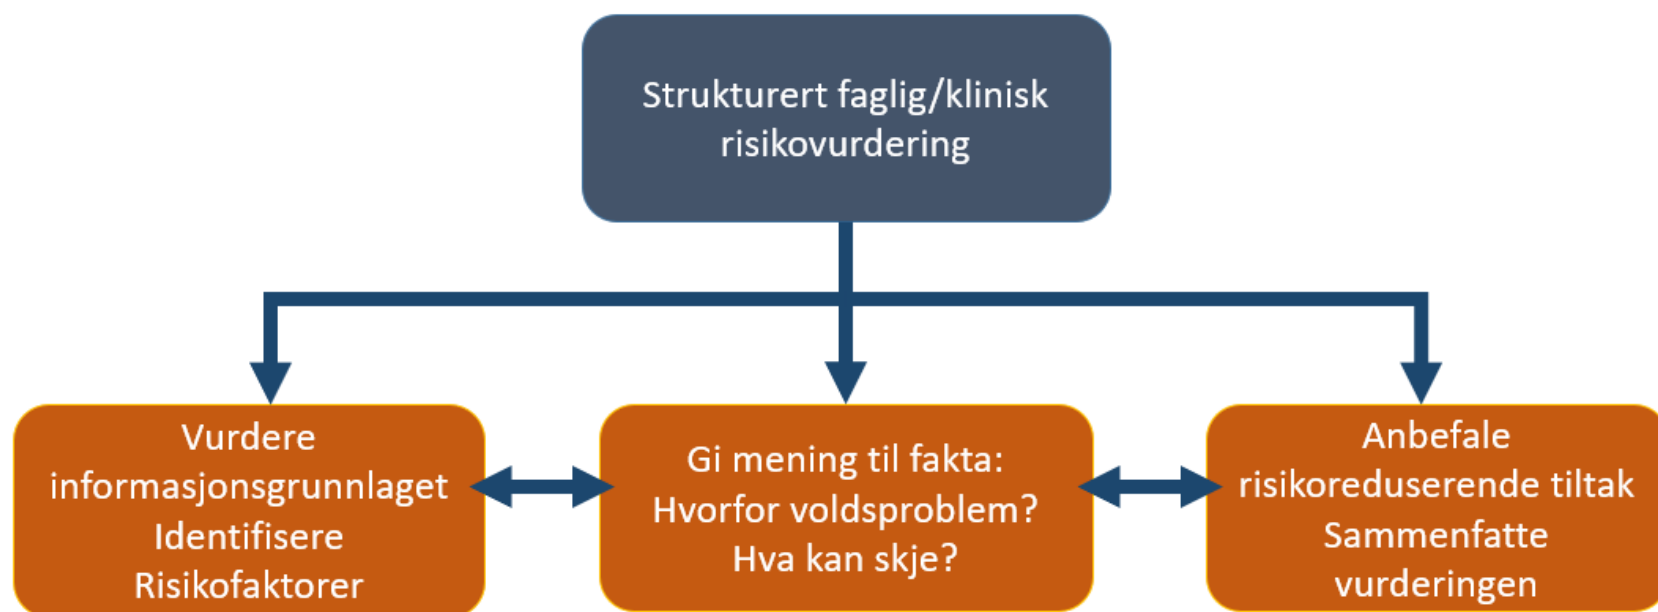 Strukturert faglig/klinisk
risikovurdering
Vurdere
informasjonsgrunnlaget
Identifisere
Risikofaktorer
Gi mening til fakta:
Hvorfor voldsproblem?
Hva kan skje?
Anbefale
risikoreduserende tiltak
Sammenfatte
vurderingen